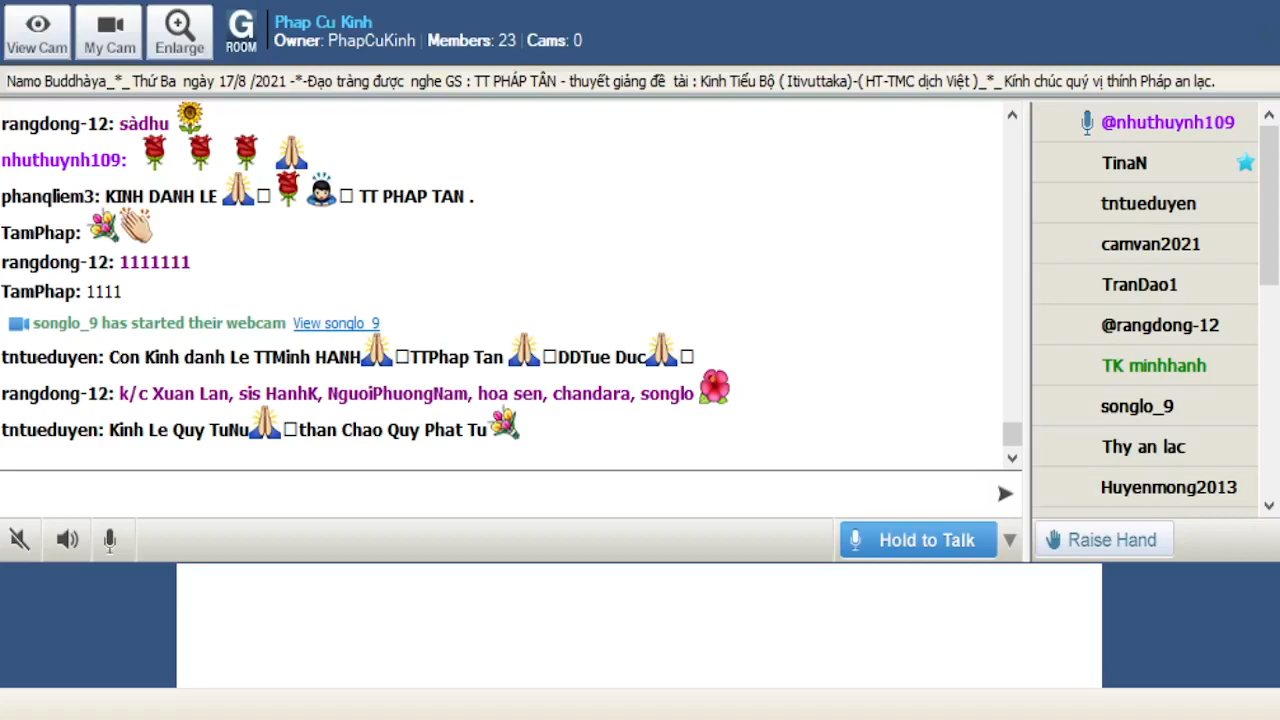 View Cam
My Cam
Enlarge
G
ROOM
Phap Cu Kinh
Owner: PhapCuKinh Members: 23 Cams: 0
Namo Buddhàya_*_Thứ Ba ngày 17/8 /2021 -*-Đạo tràng được nghe GS : TT PHÁP TÂN - thuyết giảng đề tài : Kinh Tiểu Bộ ( Itivuttaka)-( HT-TMC dịch Việt )_*_Kính chúc quý vị thính Pháp an lạc.
rangdong-12: sàdhu
nhuthuynh109:
phanqliem3: KINH DANH LE TT PHAP TAN .
TamPhap:
rangdong-12: 1111111
TamPhap: 1111
songlo_9 has started their webcam View songlo_9
tntueduyen: Con Kinh danh Le TTMinh HANH TTPhap Tan DDTue Duc
rangdong-12: k/c Xuan Lan, sis HanhK, NguoiPhuongNam, hoa sen, chandara, songlo
tntueduyen: Kinh Le Quy TuNu than Chao Quy Phat Tu
@nhuthuynh109
TinaN
tntueduyen
camvan2021
TranDao1
@rangdong-12
TK minhhanh
songlo_9
Thy an lac
Huyenmong2013
Hold to Talk
Raise Hand